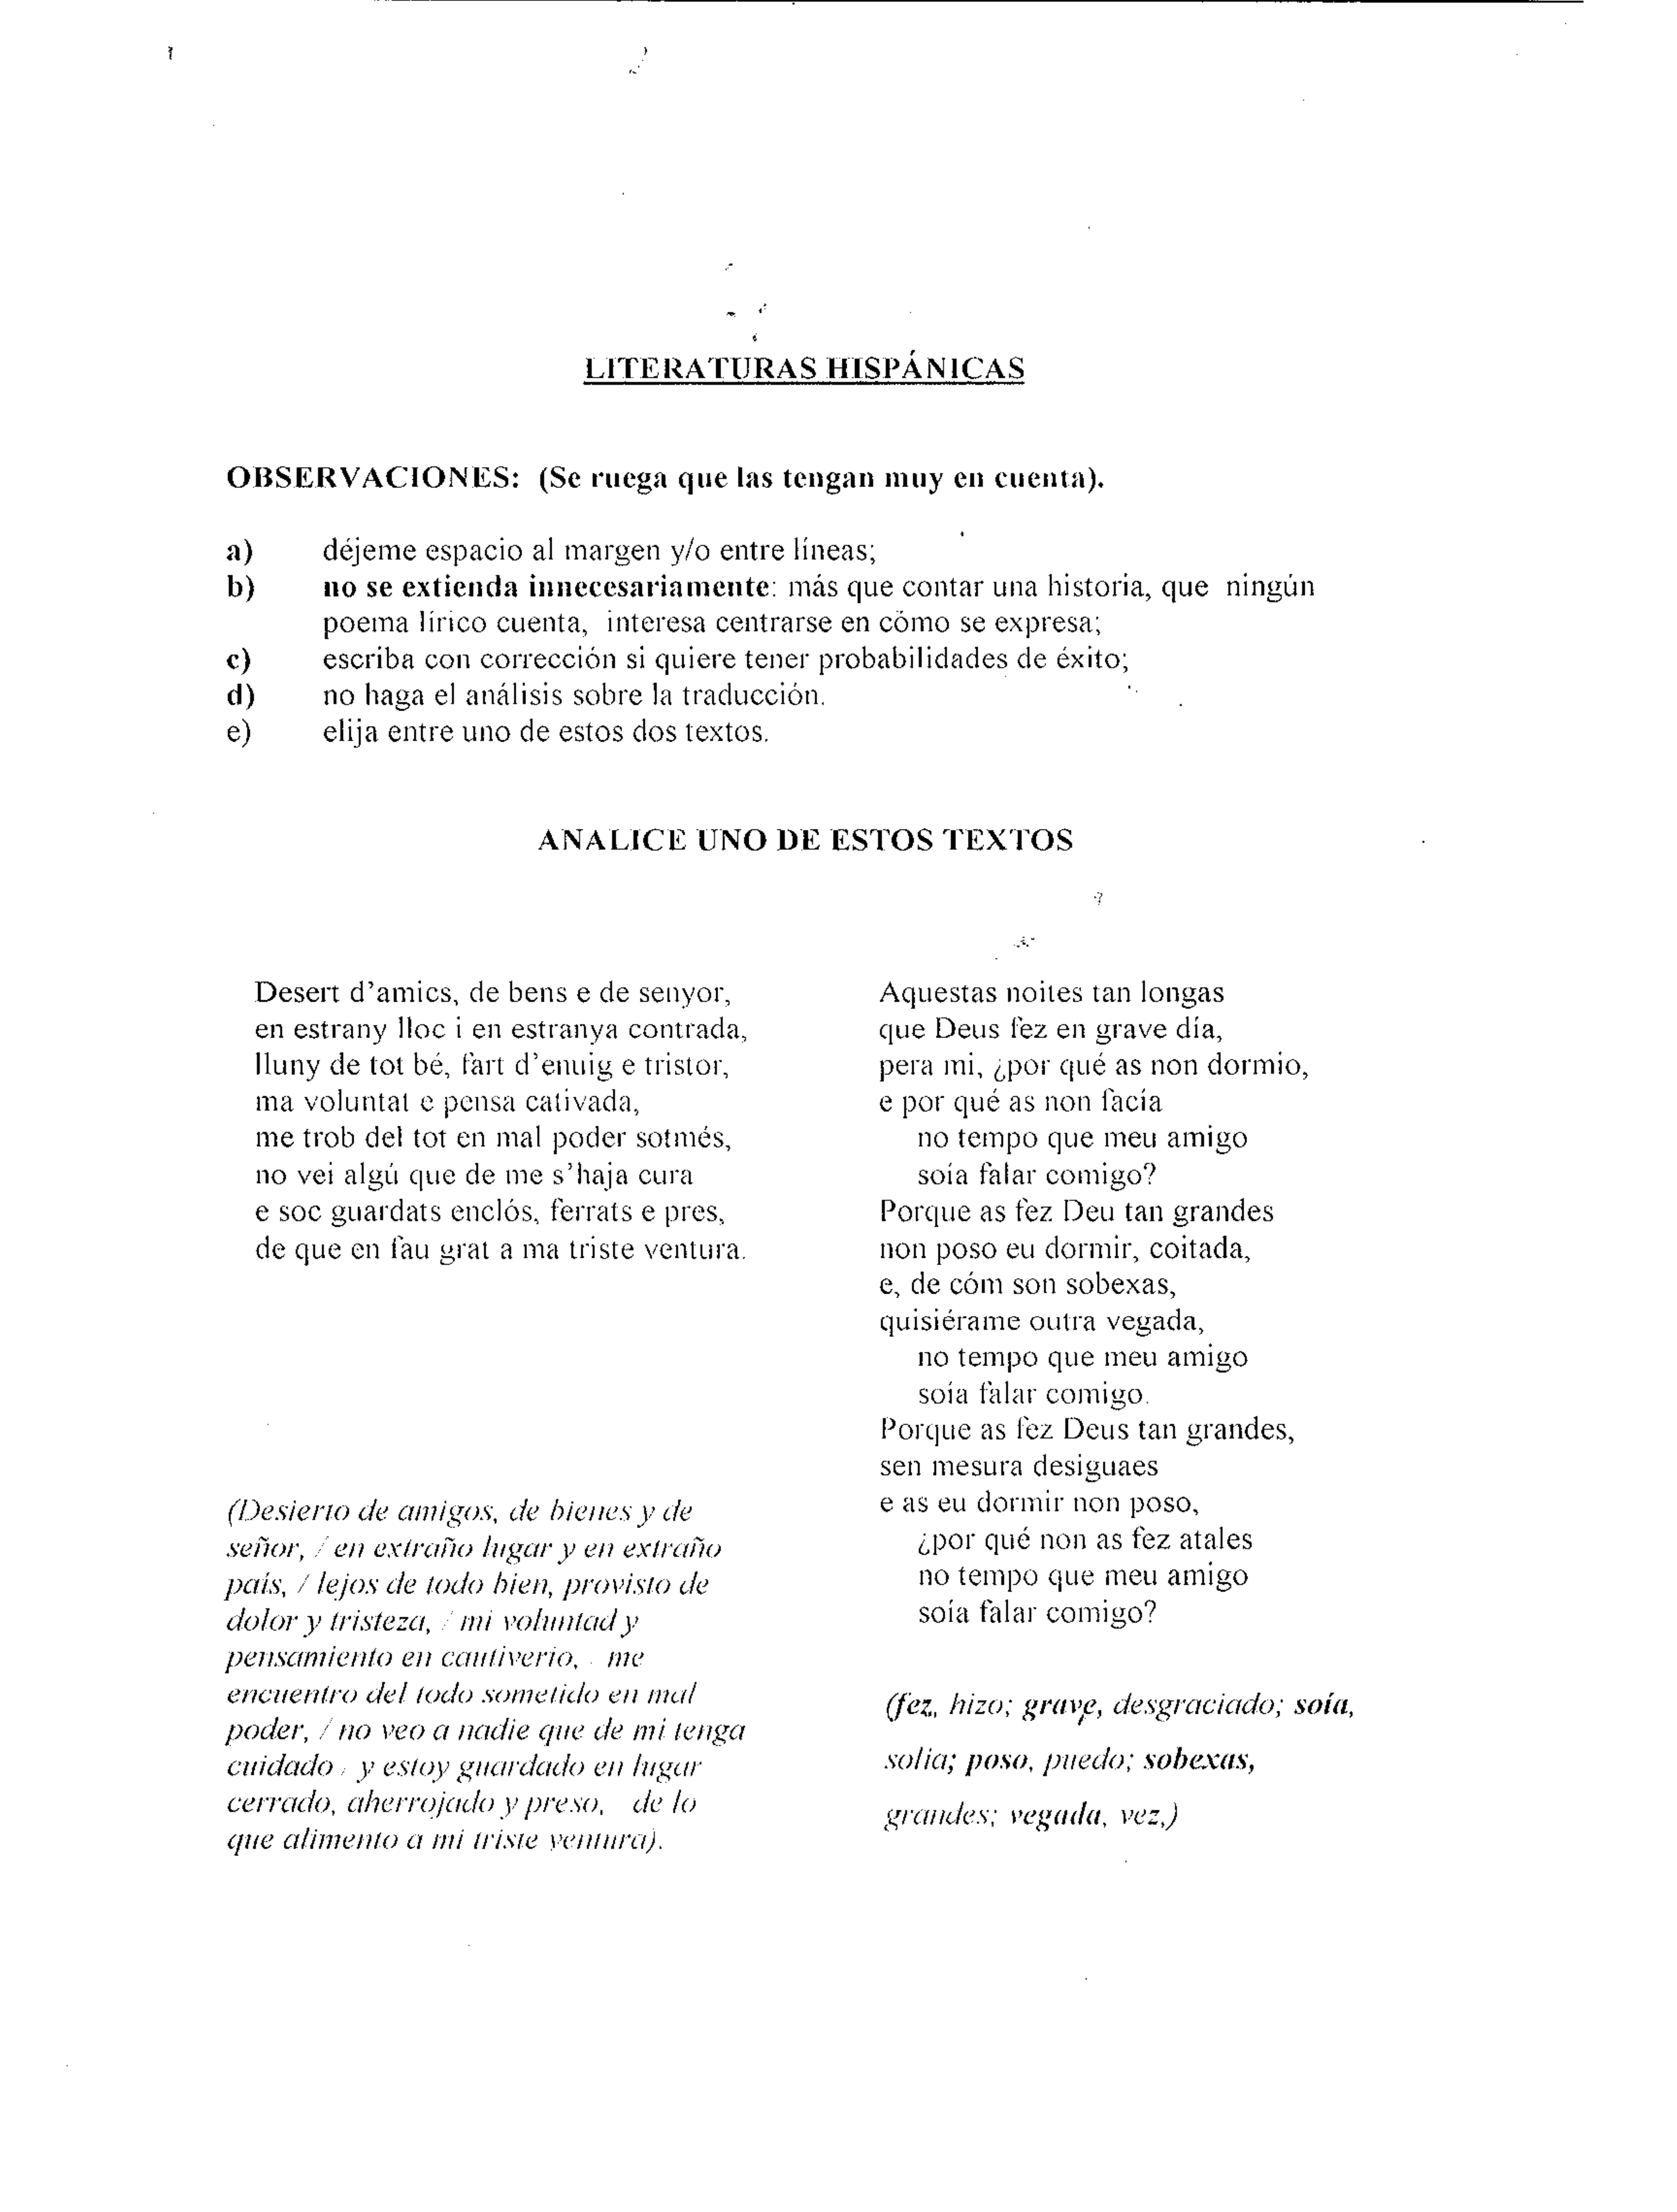 LITERATURAS HISPÁNICAS
OBSERVACIONES: (Se ruega que las tengan muy en cuenta).
a) déjeme espacio al margen y/o entre líneas;
b) no se extienda innecesariamente: más que contar una historia, que ningún
poema lírico cuenta, interesa centrarse en cómo se expresa;
c) escriba con corrección si quiere tener probabilidades de éxito;
d) no haga el análisis sobre la traducción.
e) elija entre uno de estos dos textos.
ANALICE UNO DE ESTOS TEXTOS
Desert d'amics, de bens e de senyor,
en estrany lloc i en estranya contrada,
lluny de tot bé, fart d'enuig e tristor,
ma voluntat e pensa cativada,
me trob del tot en mal poder sotmés,
no vei algú que de me s'haja cura
e soc guardats enclós, ferrats e pres,
de que en fau grat a ma triste ventura.
(Desierto de amigos, de bienes y de
señor, / en extraño lugar y en extraño
país, / lejos de todo bien, provisto de
dolor y tristeza, / mi voluntad y
pensamiento en cautiverio, me
encuentro del todo sometido en mal
poder, / no veo a nadie que de mi tenga
cuidado / y estoy guardado en lugar
cerrado, aherrojado y preso, de lo
que alimento a mi triste ventura).
Aquestas noites tan longas
que Deus fez en grave día,
pera mi, ¿por qué as non dormio,
e por qué as non facía
no tempo que meu amigo
soía falar comigo?
Porque as fez Deu tan grandes
non poso eu dormir, coitada,
e, de cóm son sobexas,
quisiérame outra vegada,
no tempo que meu amigo
soía falar comigo.
Porque as fez Deus tan grandes,
sen mesura desiguaes
e as eu dormir non poso,
¿por qué non as fez atales
no tempo que meu amigo
soía falar comigo?
(fez, hizo; grave, desgraciado; soía,
solia; poso, puedo; sobexas,
grandes; vegada, vez,)